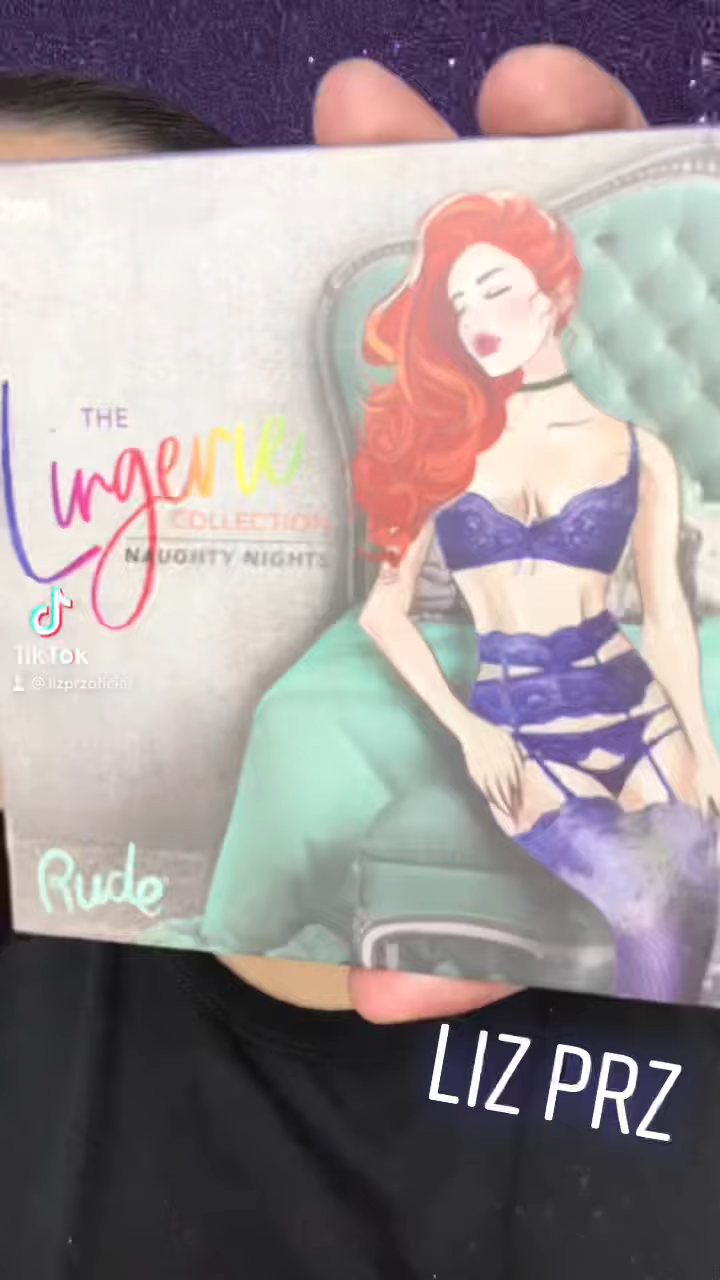 THE
Lingerie
COLLECTION
NAUGHTY NIGHTS
TikTok
@lizprzoficial
Rude
LIZ PRZ